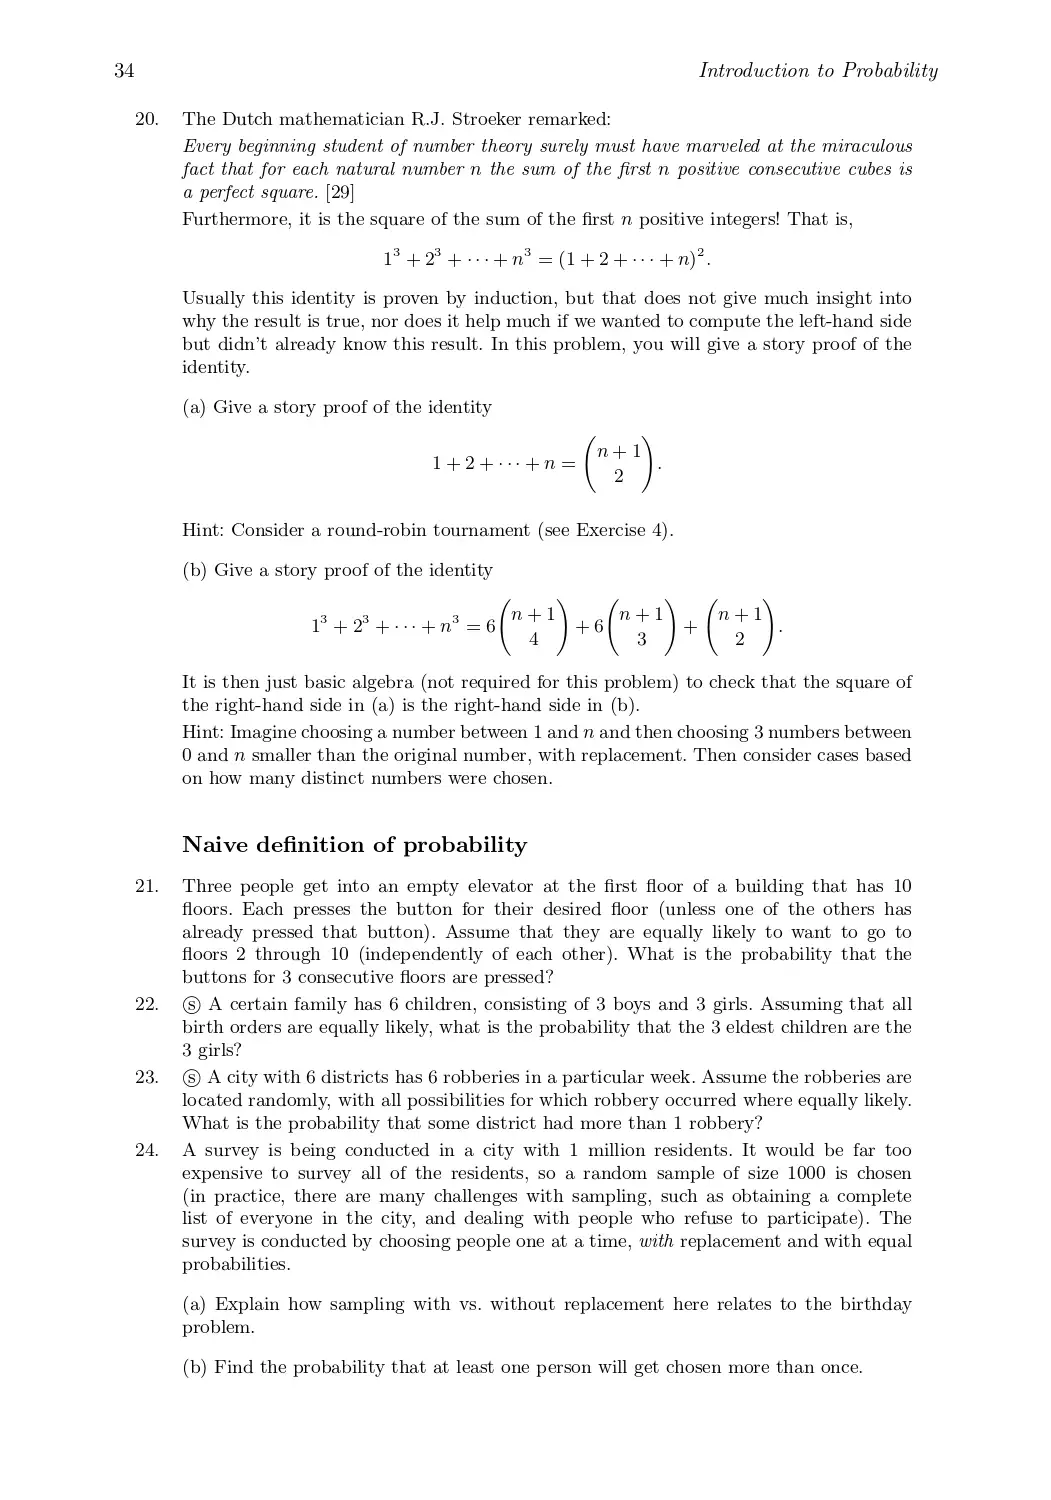 34
Introduction to Probability
20. The Dutch mathematician R.J. Stroeker remarked:
Every beginning student of number theory surely must have marveled at the miraculous
fact that for each natural number n the sum of the first n positive consecutive cubes is
a perfect square. [29]
Furthermore, it is the square of the sum of the first n positive integers! That is,
1³ + 2³ + · · · + n³ = (1 + 2 + · · · + n)².
Usually this identity is proven by induction, but that does not give much insight into
why the result is true, nor does it help much if we wanted to compute the left-hand side
but didn't already know this result. In this problem, you will give a story proof of the
identity.
(a) Give a story proof of the identity
1 + 2 + · · · + n = (n + 1
2).
Hint: Consider a round-robin tournament (see Exercise 4).
(b) Give a story proof of the identity
1³ + 2³ + · · · + n³ = 6(n + 1
4) + 6(n + 1
3) + (n + 1
2).
It is then just basic algebra (not required for this problem) to check that the square of
the right-hand side in (a) is the right-hand side in (b).
Hint: Imagine choosing a number between 1 and n and then choosing 3 numbers between
0 and n smaller than the original number, with replacement. Then consider cases based
on how many distinct numbers were chosen.
Naive definition of probability
21. Three people get into an empty elevator at the first floor of a building that has 10
floors. Each presses the button for their desired floor (unless one of the others has
already pressed that button). Assume that they are equally likely to want to go to
floors 2 through 10 (independently of each other). What is the probability that the
buttons for 3 consecutive floors are pressed?
22. Ⓢ A certain family has 6 children, consisting of 3 boys and 3 girls. Assuming that all
birth orders are equally likely, what is the probability that the 3 eldest children are the
3 girls?
23. Ⓢ A city with 6 districts has 6 robberies in a particular week. Assume the robberies are
located randomly, with all possibilities for which robbery occurred where equally likely.
What is the probability that some district had more than 1 robbery?
24. A survey is being conducted in a city with 1 million residents. It would be far too
expensive to survey all of the residents, so a random sample of size 1000 is chosen
(in practice, there are many challenges with sampling, such as obtaining a complete
list of everyone in the city, and dealing with people who refuse to participate). The
survey is conducted by choosing people one at a time, with replacement and with equal
probabilities.
(a) Explain how sampling with vs. without replacement here relates to the birthday
problem.
(b) Find the probability that at least one person will get chosen more than once.